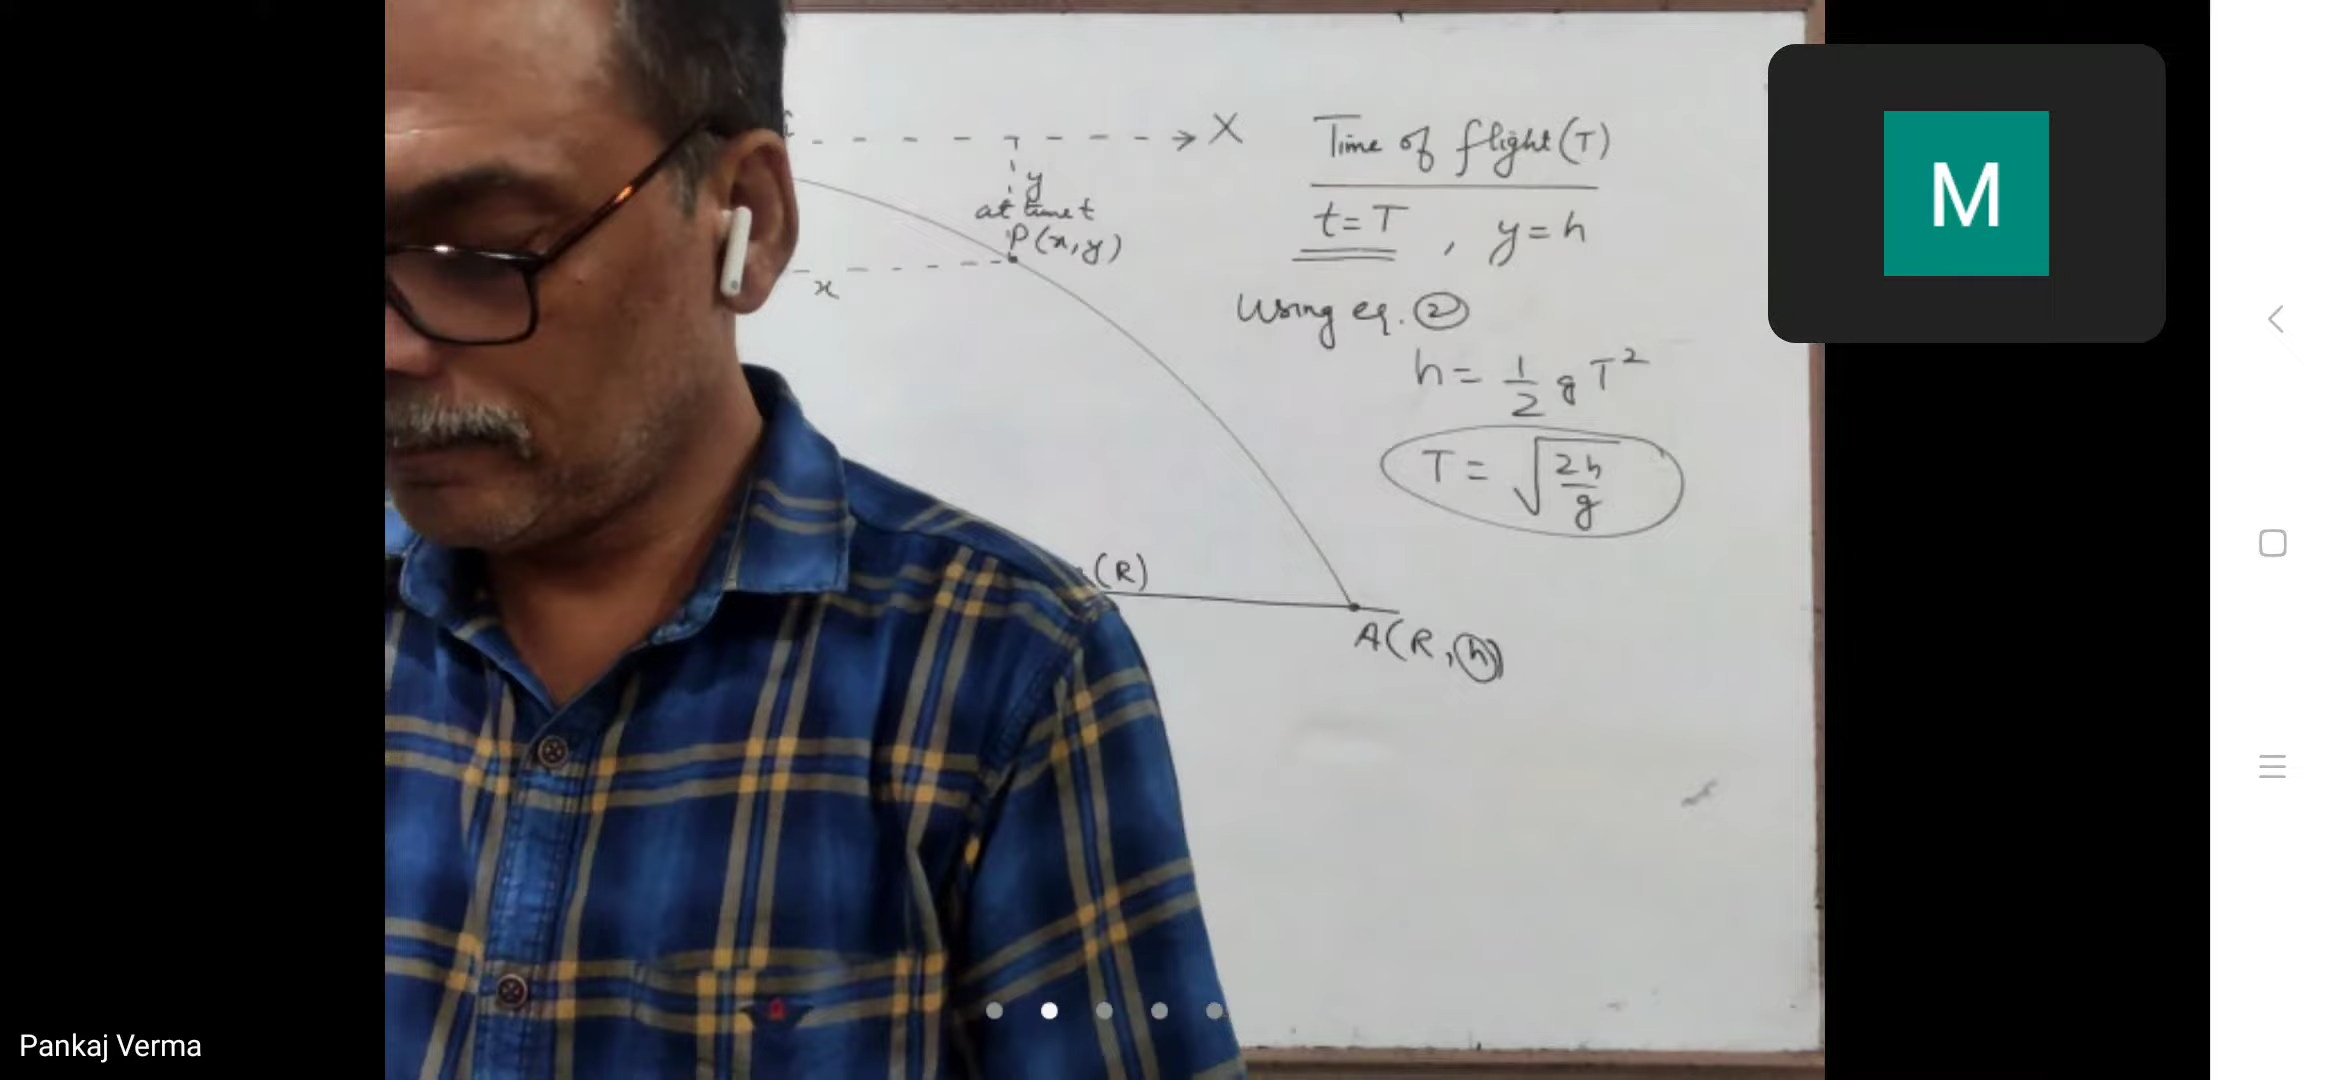 X
y
at time t
P(x,y)
x
(R)
A(R,h)
Time of flight(T)
t=T , y=h
Using eq. ②
h= 1/2 g T²
T= √(2h/g)
M
Pankaj Verma